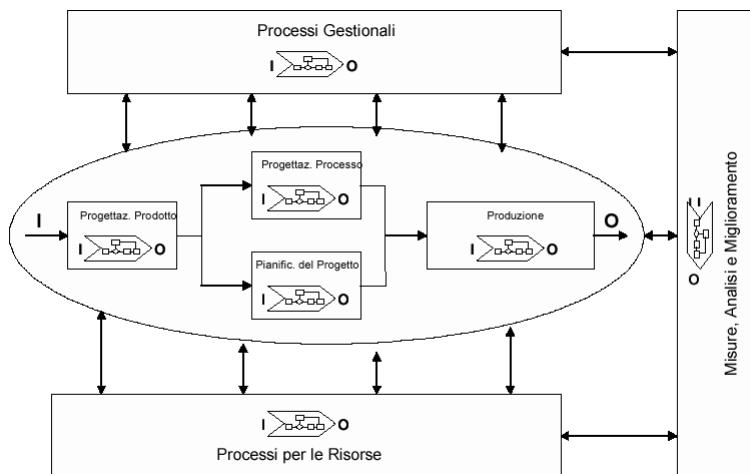 Processi Gestionali
I O
Progettaz. Processo
I O
I
Progettaz. Prodotto
I O
Pianific. del Progetto
I O
Produzione
I O
O
I O
Processi per le Risorse
I I
O
Misure, Analisi e Miglioramento